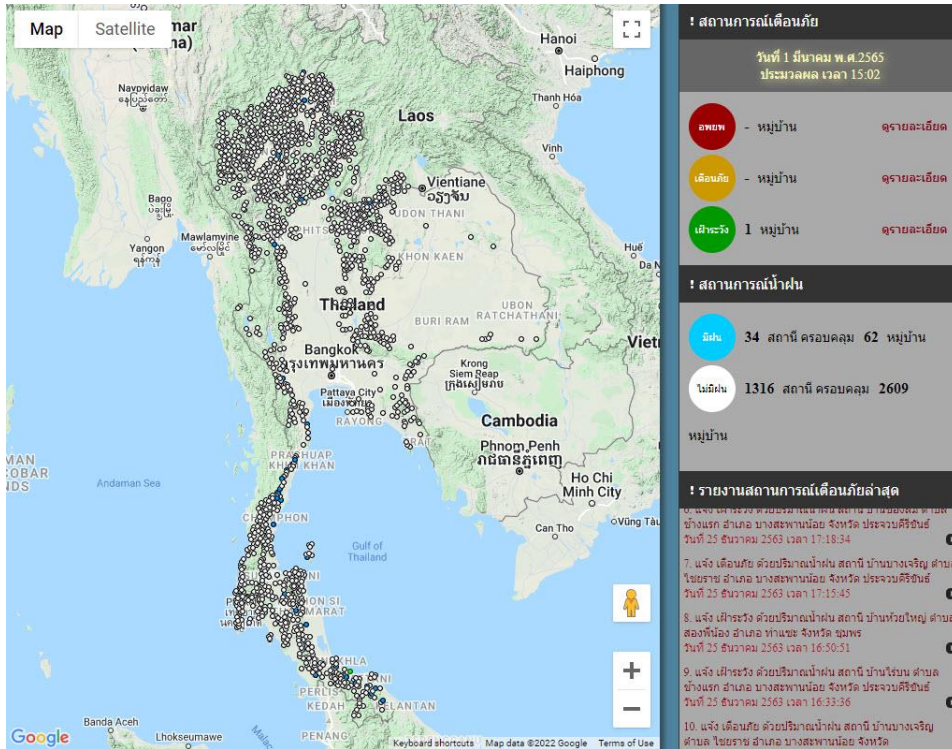 Map
Satellite
Navpyidaw
နေပြည်တော်
Bago
Yangon
ရန်ကုန်
Mawlamyine
မော်လမြိုင်
Hanoi
Haiphong
Thanh Hóa
Laos
Vinh
Vientiane
ວຽງຈັນ
UDON THANI
KHON KAEN
Huế
Thailand
BURI RAM
UBON
RATCHATHANI
Bangkok
กรุงเทพมหานคร
Pattaya City
เมืองพัทยา
RAYONG
Krong
Siem Reap
ក្រុងសៀមរាប
Cambodia
Phnom Penh
រាជធានីភ្នំពេញ
Ho Chi
Minh City
Can Tho
Vũng Tàu
PRACHUAP
KHIRI KHAN
Andaman Sea
Gulf of
Thailand
PERLIS
KEDAH
PENANG
KELANTAN
Banda Aceh
Lhokseumawe
Google
Keyboard shortcuts
Map data ©2022 Google
Terms of Use
! สถานการณ์เตือนภัย
วันที่ 1 มีนาคม พ.ศ.2565
ประมวลผล เวลา 15:02
อพยพ - หมู่บ้าน ดูรายละเอียด
เตือนภัย - หมู่บ้าน ดูรายละเอียด
เฝ้าระวัง 1 หมู่บ้าน ดูรายละเอียด
! สถานการณ์น้ำฝน
มีฝน 34 สถานี ครอบคลุม 62 หมู่บ้าน
ไม่มีฝน 1316 สถานี ครอบคลุม 2609
หมู่บ้าน
! รายงานสถานการณ์เตือนภัยล่าสุด
ช้างแรก อำเภอ บางสะพานน้อย จังหวัด ประจวบคีรีขันธ์
วันที่ 25 ธันวาคม 2563 เวลา 17:18:34
7. แจ้ง เตือนภัย ด้วยปริมาณน้ำฝน สถานี บ้านบางเจริญ ตำบล
ไชยราช อำเภอ บางสะพานน้อย จังหวัด ประจวบคีรีขันธ์
วันที่ 25 ธันวาคม 2563 เวลา 17:15:45
8. แจ้ง เฝ้าระวัง ด้วยปริมาณน้ำฝน สถานี บ้านห้วยใหญ่ ตำบล
สองพี่น้อง อำเภอ ท่าแซะ จังหวัด ชุมพร
วันที่ 25 ธันวาคม 2563 เวลา 16:50:51
9. แจ้ง เฝ้าระวัง ด้วยปริมาณน้ำฝน สถานี บ้านไร่บน ตำบล
ช้างแรก อำเภอ บางสะพานน้อย จังหวัด ประจวบคีรีขันธ์
วันที่ 25 ธันวาคม 2563 เวลา 16:33:36
10. แจ้ง เตือนภัย ด้วยปริมาณน้ำฝน สถานี บ้านบางเจริญ
ตำบล ไชยราช อำเภอ บางสะพานน้อย จังหวัด